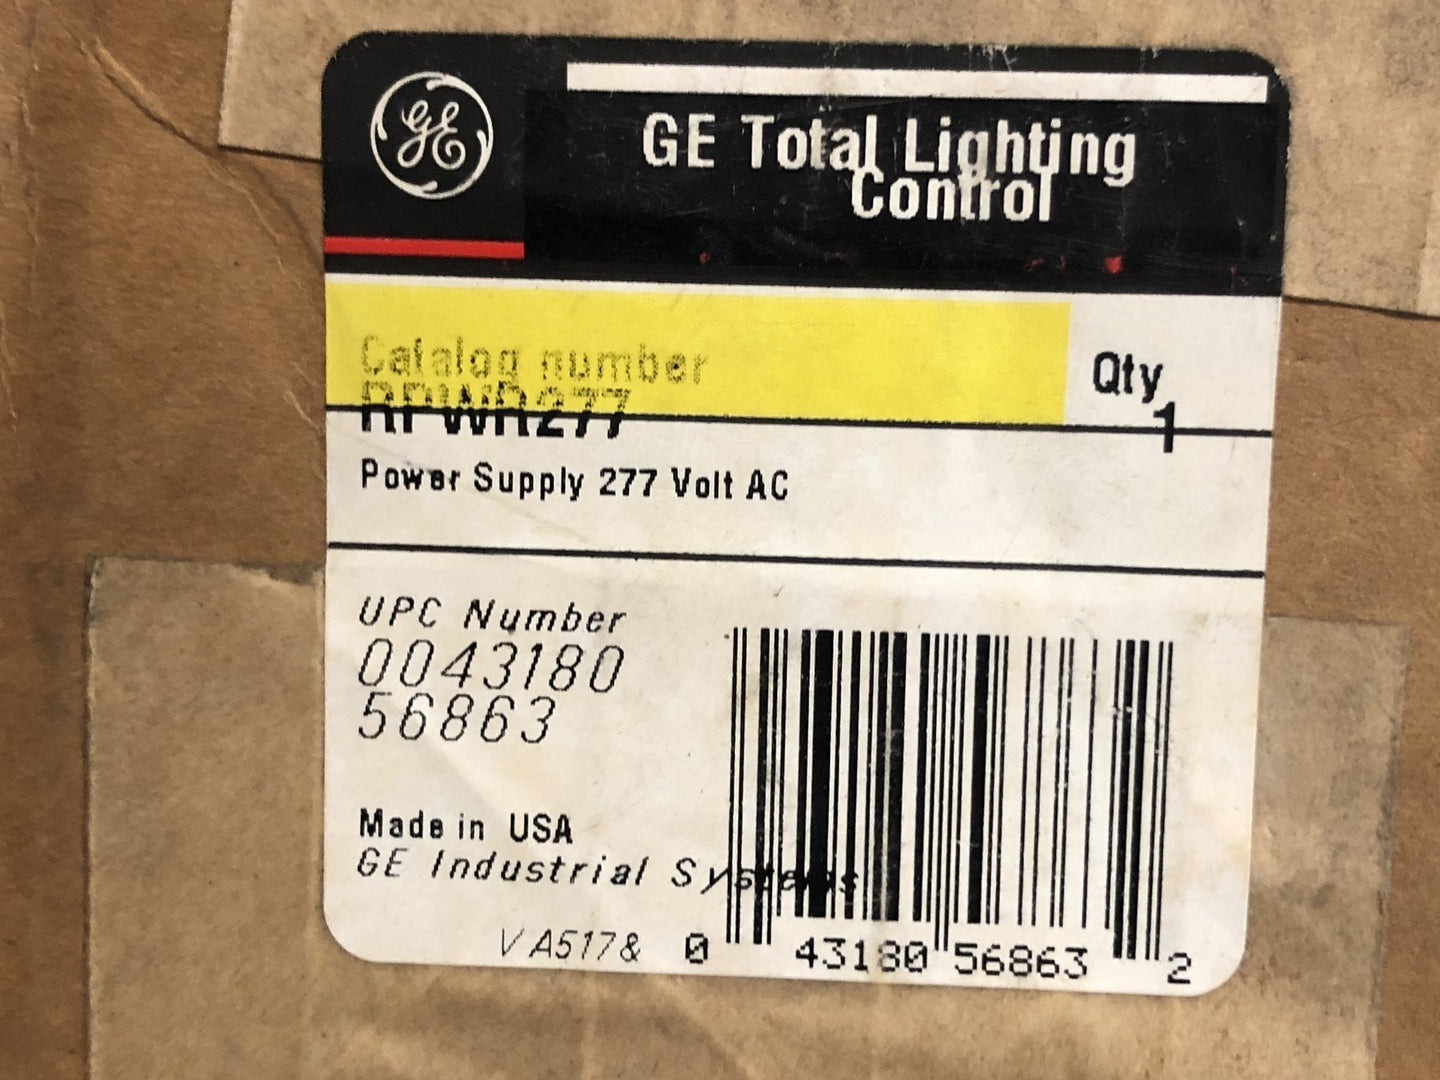 GE
GE Total Lighting
Control
Catalog number
RPWR277
Qty
1
Power Supply 277 Volt AC
UPC Number
0043180
56863
Made in USA
GE Industrial Systems
VA517&
0 43180 56863 2